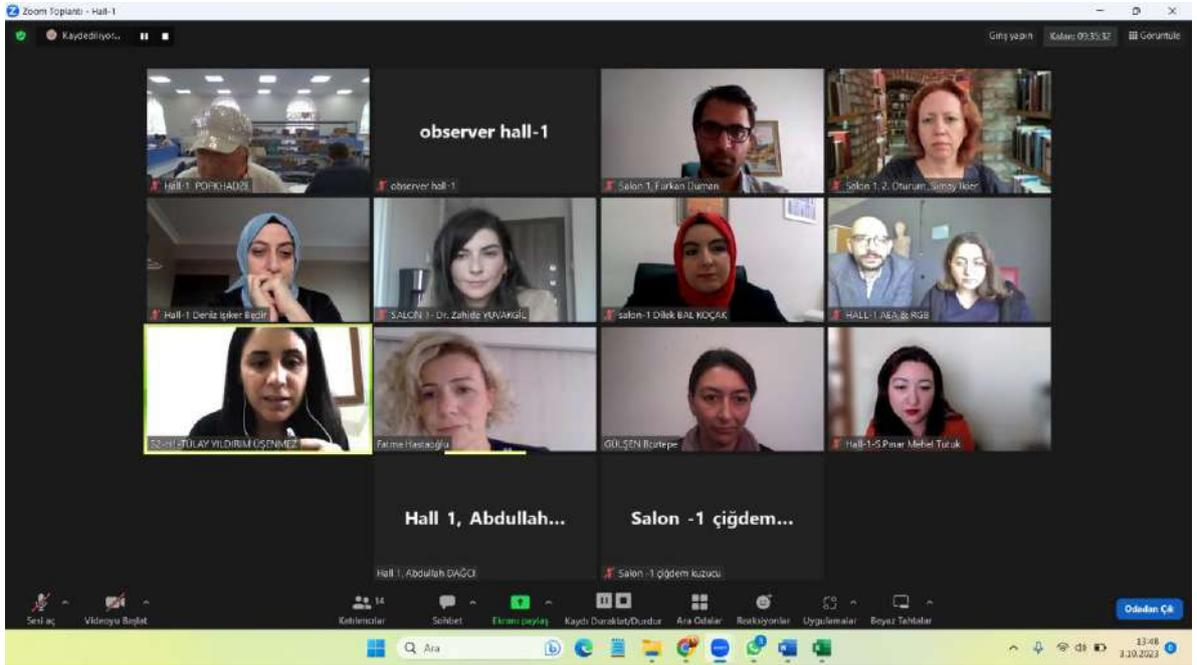 Zoom Toplantı - Hall-1
Kaydediliyor...
Giriş yapın
Kalan: 09:35:32
Görüntüle
Hall-1 POPKHADZE
observer hall-1
observer hall-1
Salon 1, Furkan Duman
Salon 1, 2. Oturum, Simay Ikier
Hall-1 Deniz Işıker Bedir
SALON 1- Dr. Zahide YUVAKGİL
salon-1 Dilek BAL KOÇAK
HALL-1 AEA & RGB
S2-H1-TÜLAY YILDIRIM ÜŞENMEZ
Fatma Hastaoğlu
GÜLŞEN Boztepe
Hall-1-S.Pınar Mehel Tutuk
Hall 1, Abdullah...
Hall 1, Abdullah DAĞCI
Salon -1 çiğdem...
Salon -1 çiğdem kuzucu
Sesi aç
Videoyu Başlat
14
Katılımcılar
Sohbet
Ekranı paylaş
Kaydı Duraklat/Durdur
Ara Odalar
Reaksiyonlar
Uygulamalar
Beyaz Tahtalar
Odadan Çık
Ara
13:48
3.10.2023